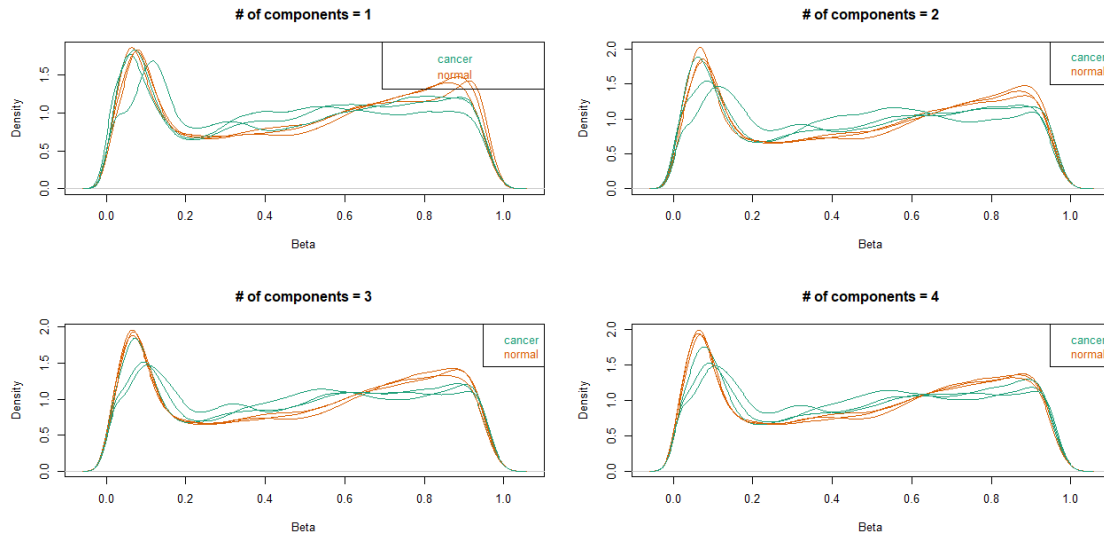 # of components = 1
cancer
normal
Density
0.0 0.5 1.0 1.5
0.0 0.2 0.4 0.6 0.8 1.0
Beta
# of components = 2
cancer
normal
Density
0.0 0.5 1.0 1.5 2.0
0.0 0.2 0.4 0.6 0.8 1.0
Beta
# of components = 3
cancer
normal
Density
0.0 0.5 1.0 1.5 2.0
0.0 0.2 0.4 0.6 0.8 1.0
Beta
# of components = 4
cancer
normal
Density
0.0 0.5 1.0 1.5 2.0
0.0 0.2 0.4 0.6 0.8 1.0
Beta